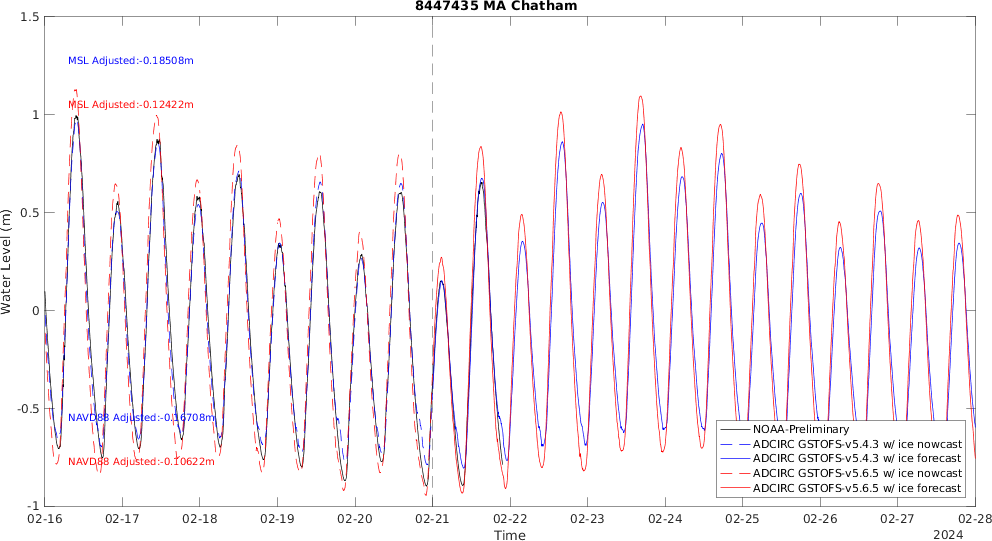 8447435 MA Chatham
1.5
1
0.5
0
-0.5
-1
Water Level (m)
MSL Adjusted:-0.18508m
MSL Adjusted:-0.12422m
NAVD88 Adjusted:-0.16708m
NAVD88 Adjusted:-0.10622m
NOAA-Preliminary
ADCIRC GSTOFS-v5.4.3 w/ ice nowcast
ADCIRC GSTOFS-v5.4.3 w/ ice forecast
ADCIRC GSTOFS-v5.6.5 w/ ice nowcast
ADCIRC GSTOFS-v5.6.5 w/ ice forecast
02-16 02-17 02-18 02-19 02-20 02-21 02-22 02-23 02-24 02-25 02-26 02-27 02-28
Time
2024